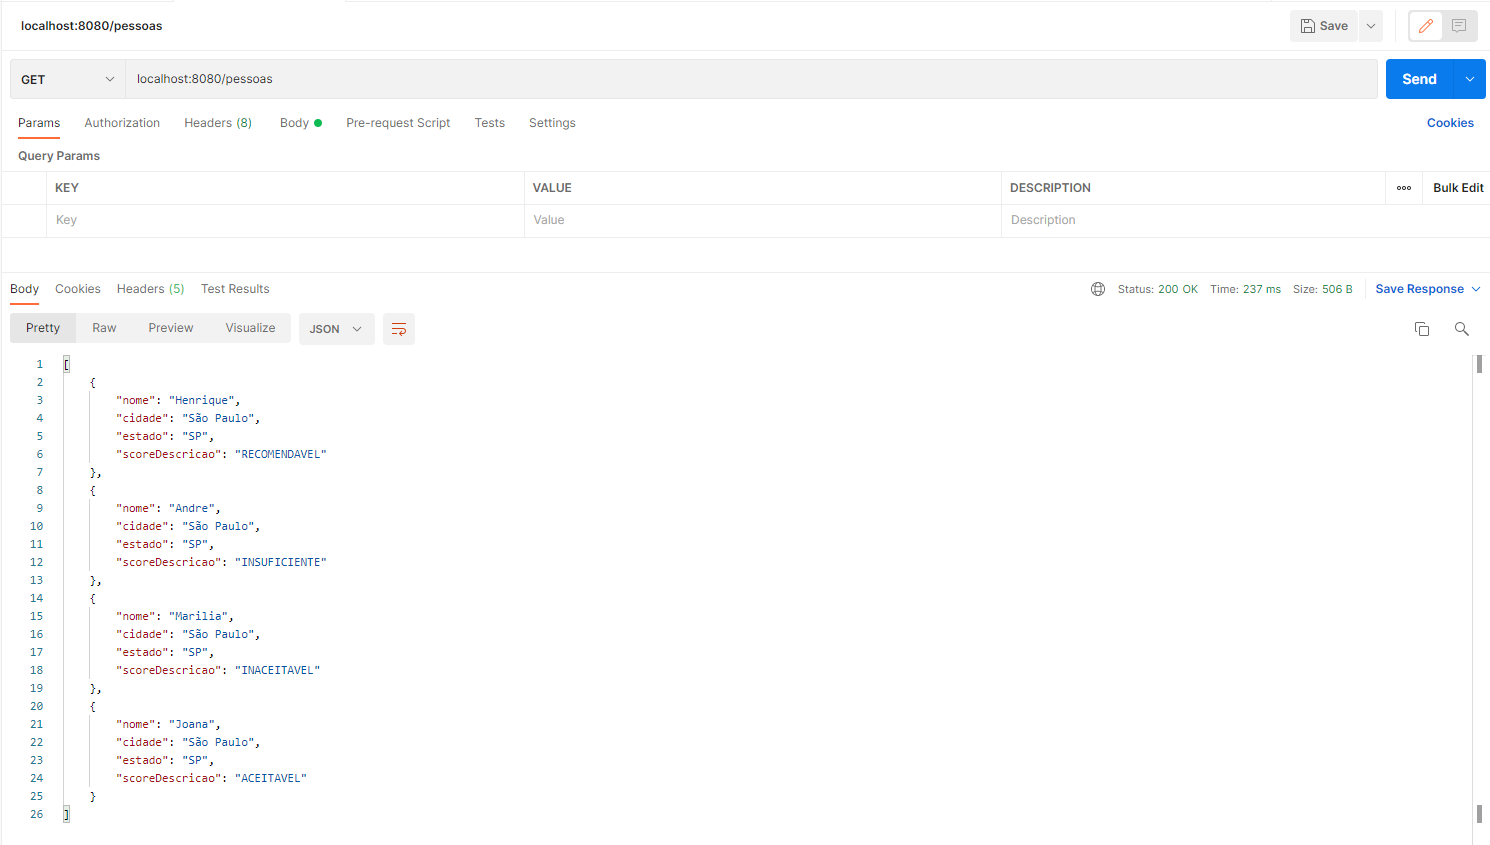 localhost:8080/pessoas
Save
GET
localhost:8080/pessoas
Send
Params Authorization Headers (8) Body Pre-request Script Tests Settings Cookies
Query Params
KEY VALUE DESCRIPTION ooo Bulk Edit
Key Value Description
Body Cookies Headers (5) Test Results Status: 200 OK Time: 237 ms Size: 506 B Save Response
Pretty Raw Preview Visualize JSON
1 [
2 {
3 "nome": "Henrique",
4 "cidade": "São Paulo",
5 "estado": "SP",
6 "scoreDescricao": "RECOMENDAVEL"
7 },
8 {
9 "nome": "Andre",
10 "cidade": "São Paulo",
11 "estado": "SP",
12 "scoreDescricao": "INSUFICIENTE"
13 },
14 {
15 "nome": "Marilia",
16 "cidade": "São Paulo",
17 "estado": "SP",
18 "scoreDescricao": "INACEITAVEL"
19 },
20 {
21 "nome": "Joana",
22 "cidade": "São Paulo",
23 "estado": "SP",
24 "scoreDescricao": "ACEITAVEL"
25 }
26 ]